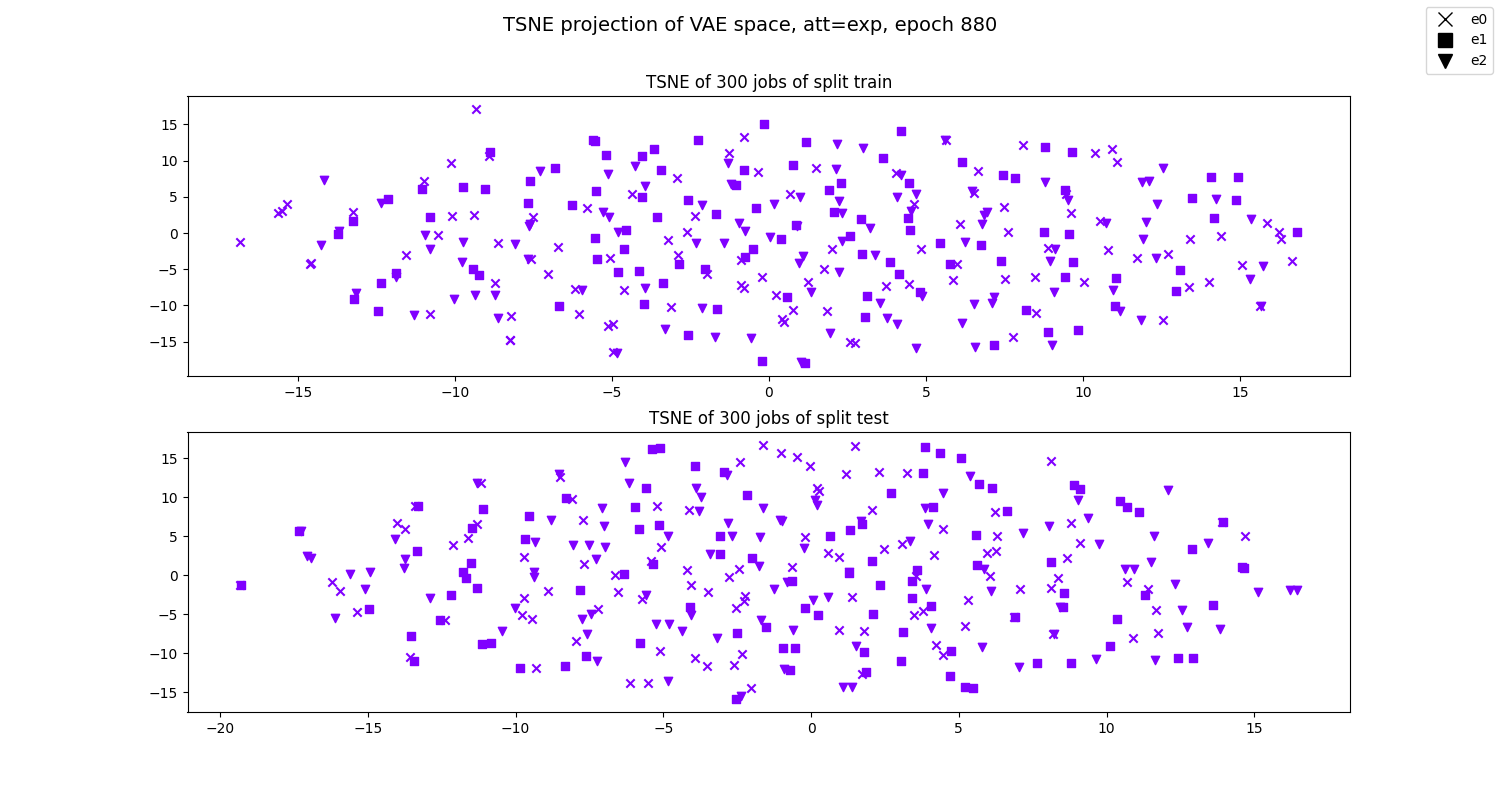 TSNE projection of VAE space, att=exp, epoch 880
e0
e1
e2
TSNE of 300 jobs of split train
15
10
5
0
−5
−10
−15
−15 −10 −5 0 5 10 15
TSNE of 300 jobs of split test
15
10
5
0
−5
−10
−15
−20 −15 −10 −5 0 5 10 15